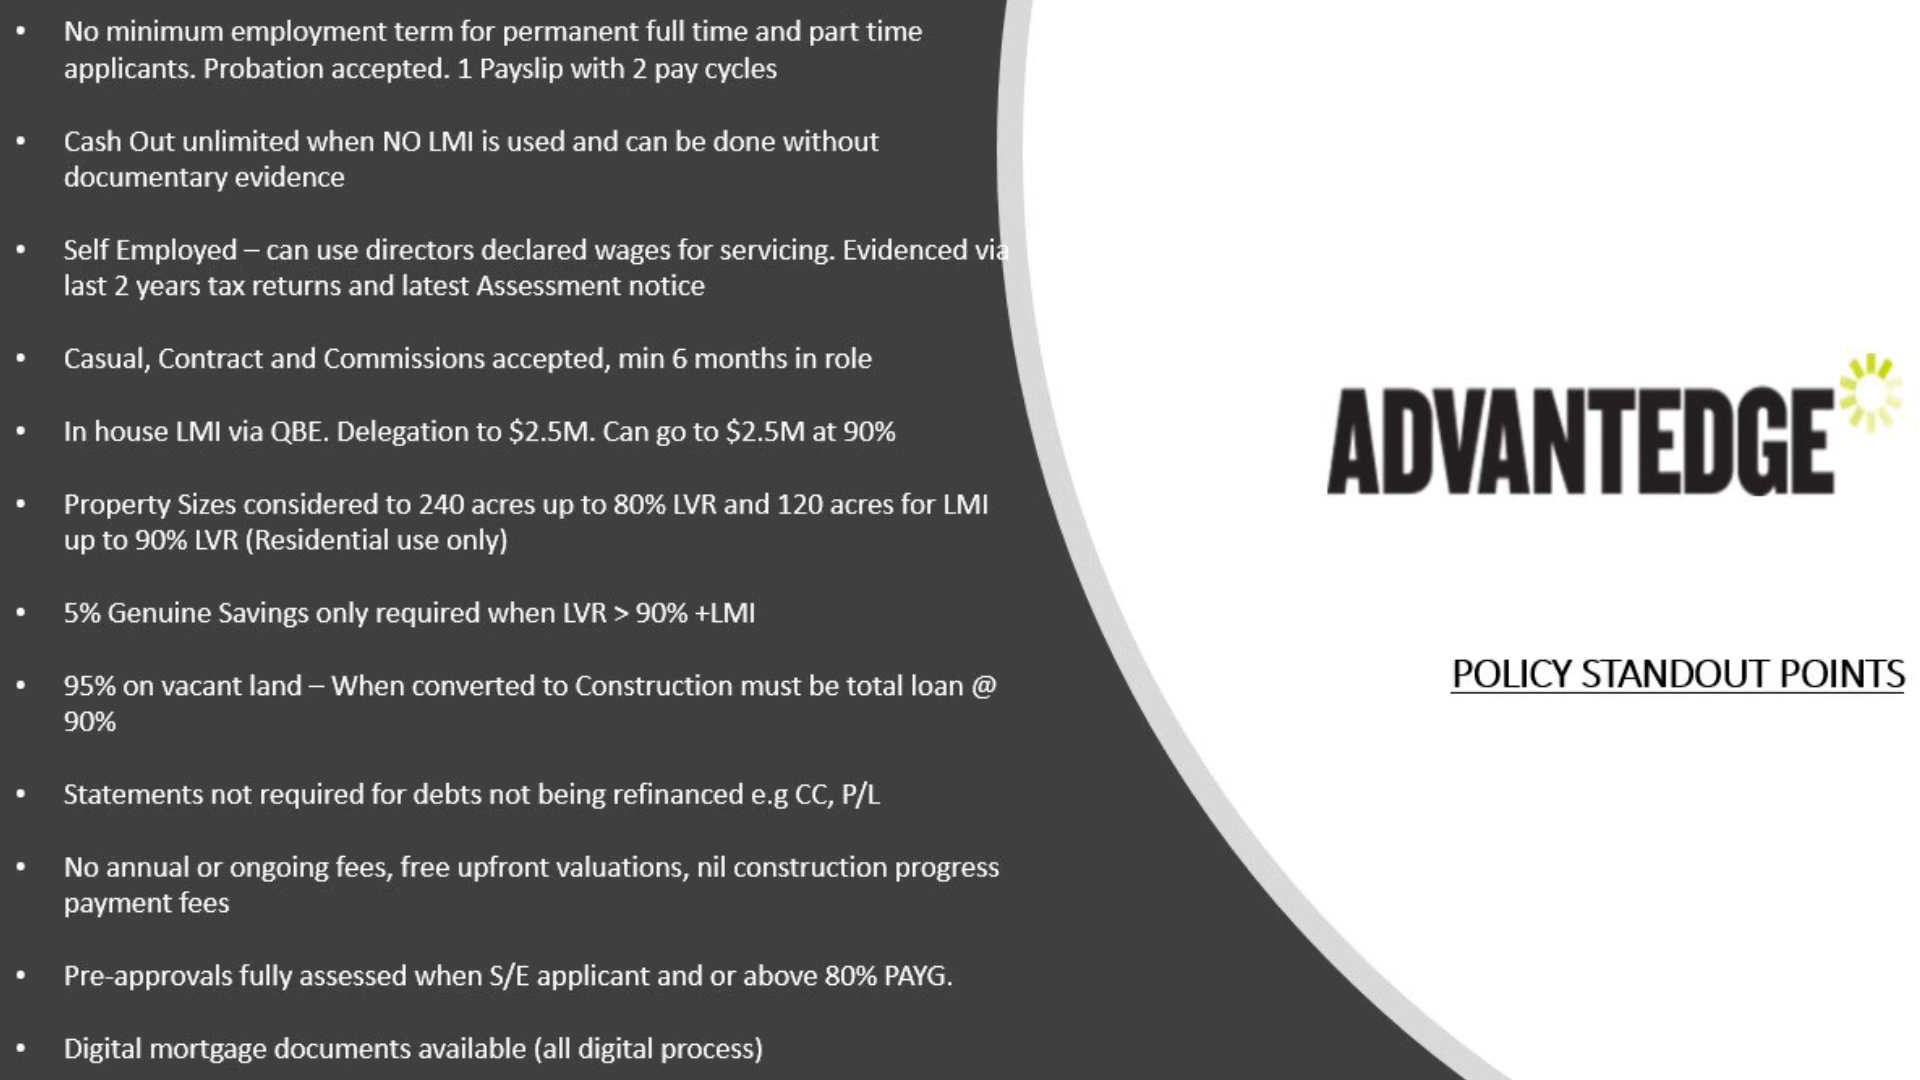 • No minimum employment term for permanent full time and part time
applicants. Probation accepted. 1 Payslip with 2 pay cycles
• Cash Out unlimited when NO LMI is used and can be done without
documentary evidence
• Self Employed – can use directors declared wages for servicing. Evidenced via
last 2 years tax returns and latest Assessment notice
• Casual, Contract and Commissions accepted, min 6 months in role
• In house LMI via QBE. Delegation to $2.5M. Can go to $2.5M at 90%
• Property Sizes considered to 240 acres up to 80% LVR and 120 acres for LMI
up to 90% LVR (Residential use only)
• 5% Genuine Savings only required when LVR > 90% +LMI
• 95% on vacant land – When converted to Construction must be total loan @
90%
• Statements not required for debts not being refinanced e.g CC, P/L
• No annual or ongoing fees, free upfront valuations, nil construction progress
payment fees
• Pre-approvals fully assessed when S/E applicant and or above 80% PAYG.
• Digital mortgage documents available (all digital process)
ADVANTEDGE
POLICY STANDOUT POINTS